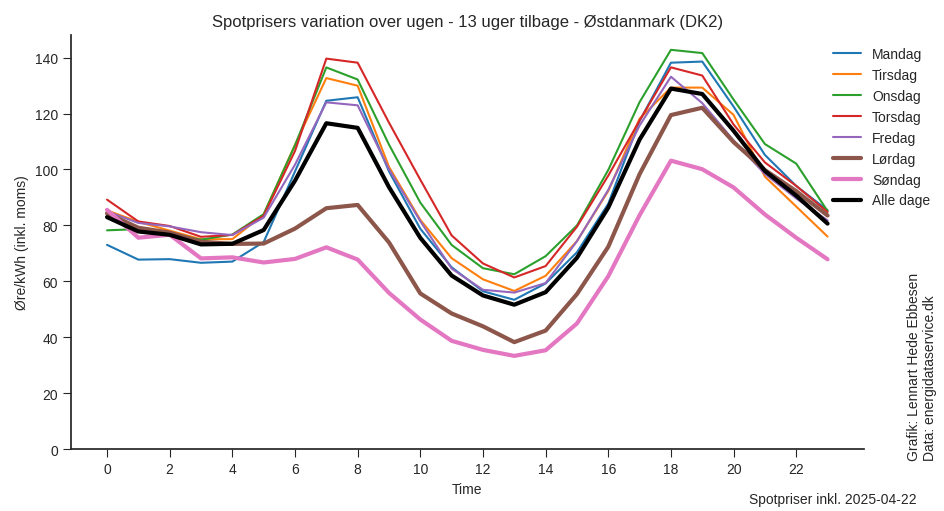 Spotprisers variation over ugen - 13 uger tilbage - Østdanmark (DK2)
Øre/kWh (inkl. moms)
140
120
100
80
60
40
20
0
0 2 4 6 8 10 12 14 16 18 20 22
Time
Mandag
Tirsdag
Onsdag
Torsdag
Fredag
Lørdag
Søndag
Alle dage
Grafik: Lennart Hede Ebbesen
Data: energidataservice.dk
Spotpriser inkl. 2025-04-22